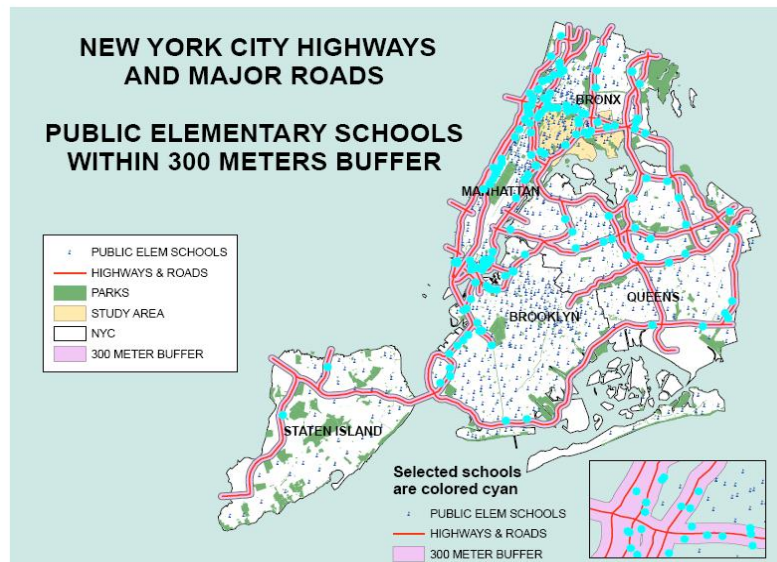 NEW YORK CITY HIGHWAYS
AND MAJOR ROADS
PUBLIC ELEMENTARY SCHOOLS
WITHIN 300 METERS BUFFER
BRONX
MANHATTAN
QUEENS
BROOKLYN
STATEN ISLAND
PUBLIC ELEM SCHOOLS
HIGHWAYS & ROADS
PARKS
STUDY AREA
NYC
300 METER BUFFER
Selected schools
are colored cyan
PUBLIC ELEM SCHOOLS
HIGHWAYS & ROADS
300 METER BUFFER